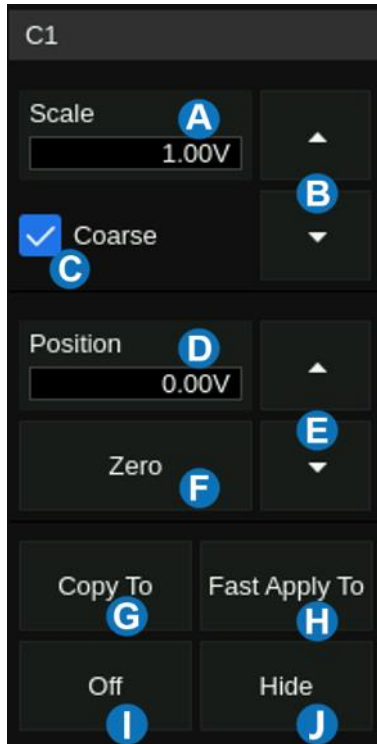 C1
Scale A
1.00V
B
Coarse
C
Position D
0.00V
E
Zero
F
Copy To
G
Fast Apply To
H
Off
I
Hide
J